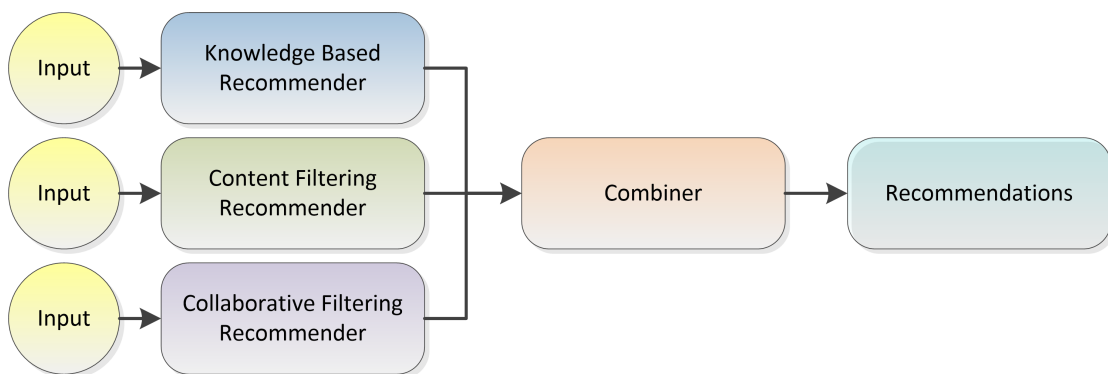 Input
Knowledge Based
Recommender
Input
Content Filtering
Recommender
Combiner
Recommendations
Input
Collaborative Filtering
Recommender